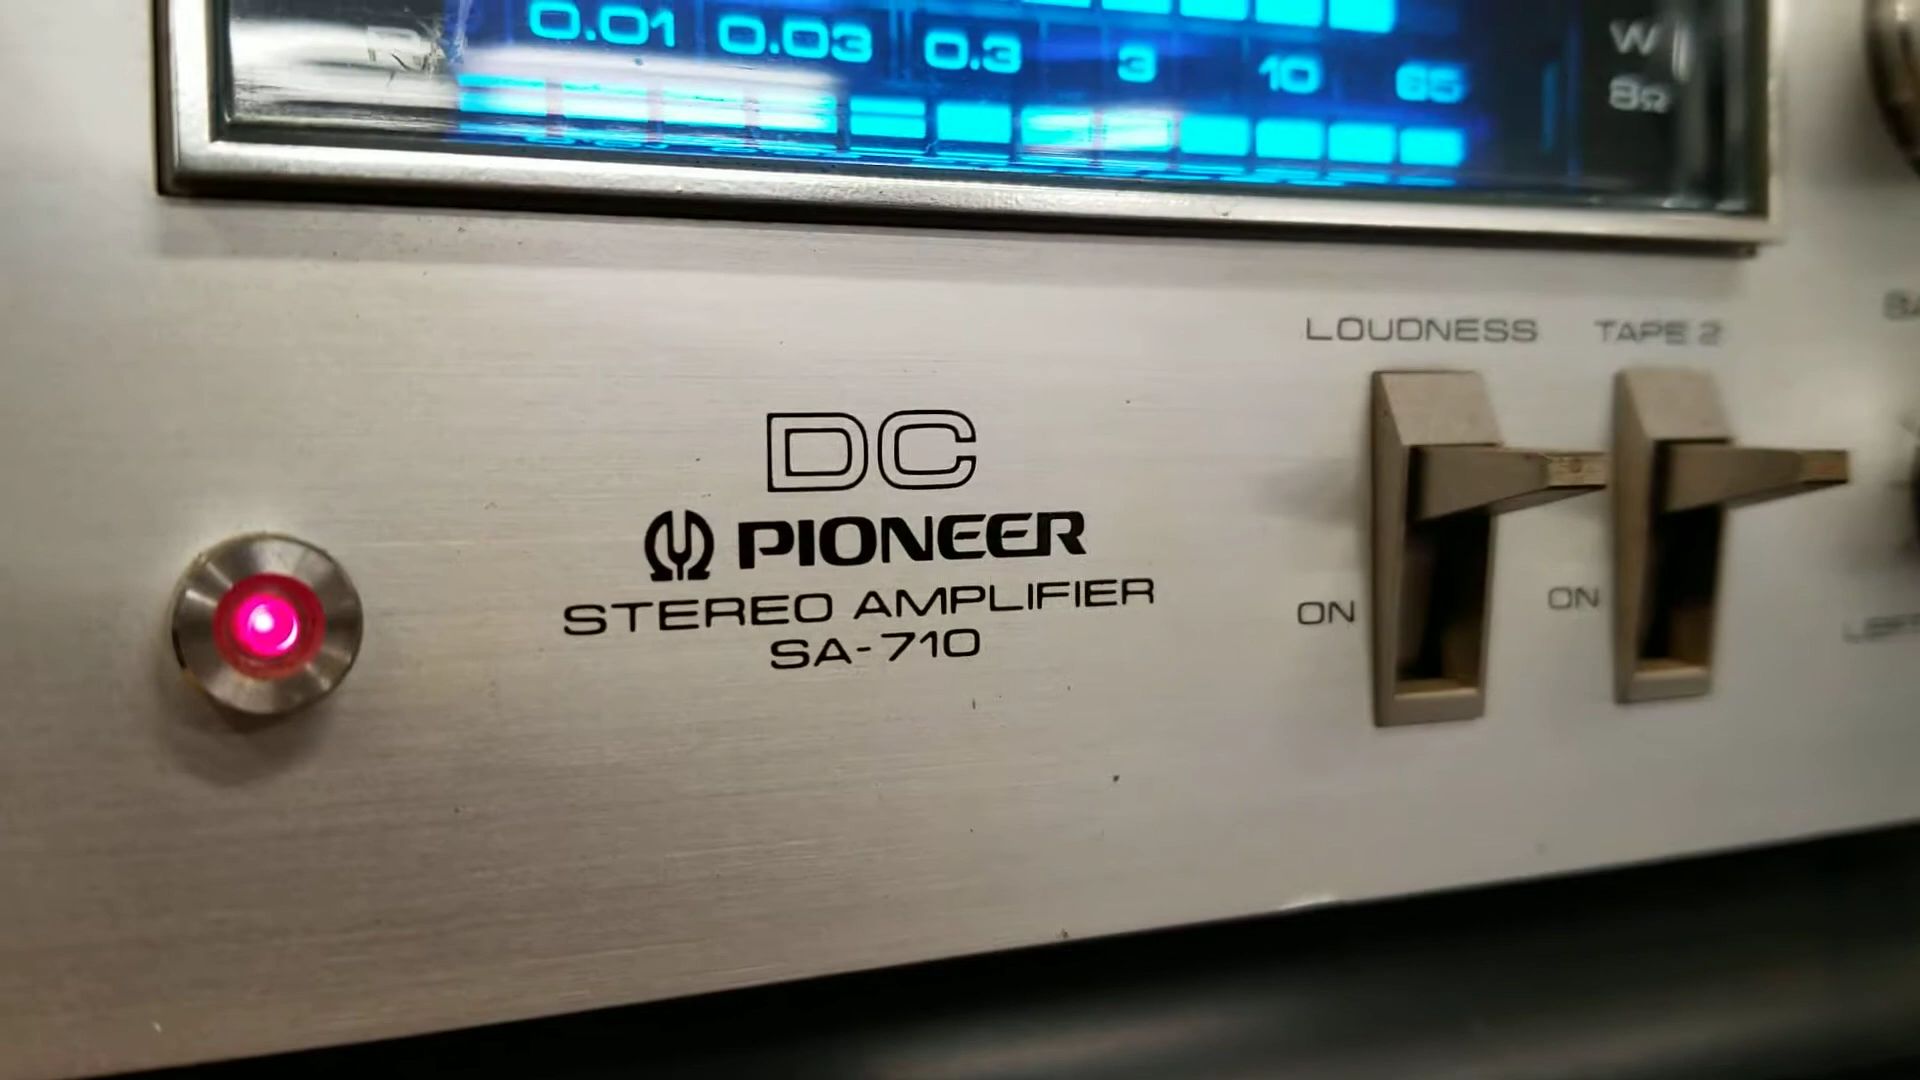 0.01 0.03 0.3 3 10 65
W
8Ω
LOUDNESS TAPE 2
DC
PIONEER
STEREO AMPLIFIER
SA-710
ON ON